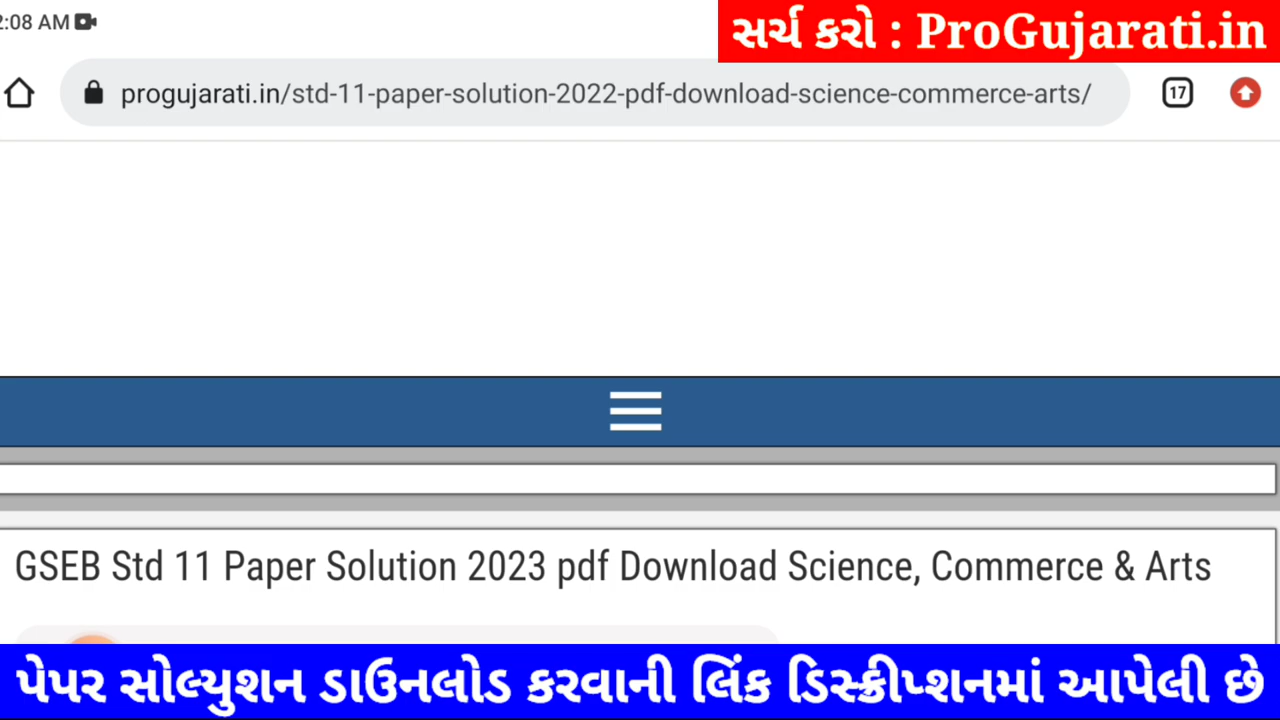 2:08 AM
સર્ચ કરો : ProGujarati.in
progujarati.in/std-11-paper-solution-2022-pdf-download-science-commerce-arts/
17
GSEB Std 11 Paper Solution 2023 pdf Download Science, Commerce & Arts
પેપર સોલ્યુશન ડાઉનલોડ કરવાની લિંક ડિસ્ક્રીપ્શનમાં આપેલી છે